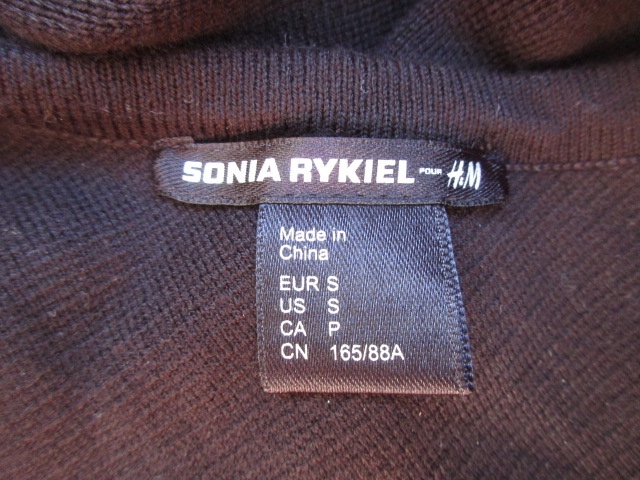 SONIA RYKIEL POUR H&M
Made in
China
EUR S
US S
CA P
CN 165/88A